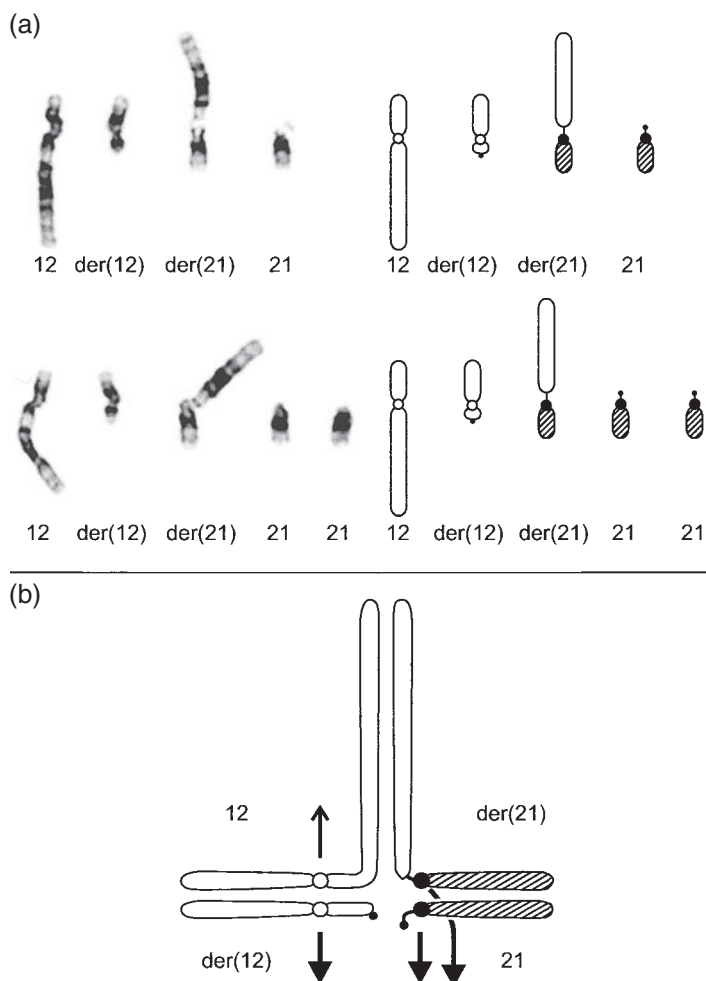 (a)
12 der(12) der(21) 21 12 der(12) der(21) 21
12 der(12) der(21) 21 21 12 der(12) der(21) 21 21
(b)
12 der(21)
der(12) 21